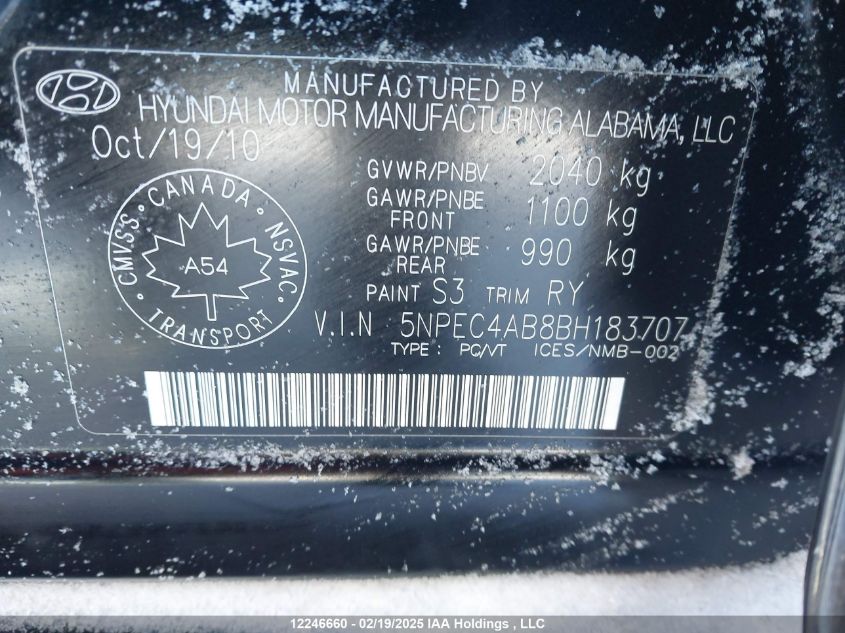 MANUFACTURED BY
HYUNDAI MOTOR MANUFACTURING ALABAMA, LLC
Oct/19/10
GVWR/PNBV 2040 kg
GAWR/PNBE FRONT 1100 kg
GAWR/PNBE REAR 990 kg
CMVSS · CANADA · NSVAC · TRANSPORT
A54
PAINT S3 TRIM RY
V.I.N 5NPEC4AB8BH183707
TYPE : PC/VT ICES/NMB-002
12246660 - 02/19/2025 IAA Holdings , LLC